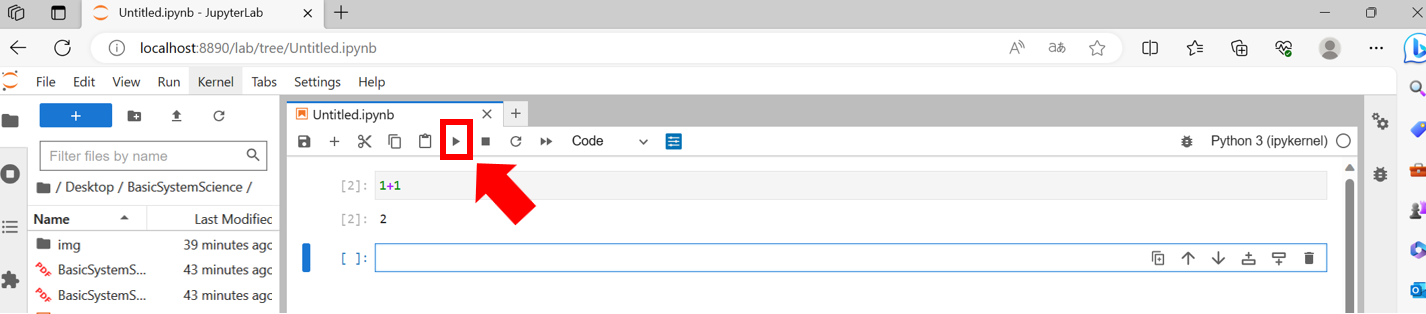 Untitled.ipynb - JupyterLab
localhost:8890/lab/tree/Untitled.ipynb
File Edit View Run Kernel Tabs Settings Help
Untitled.ipynb
Code
Python 3 (ipykernel)
Filter files by name
/ Desktop / BasicSystemScience /
Name Last Modified
img 39 minutes ago
BasicSystemS... 43 minutes ago
BasicSystemS... 43 minutes ago
[2]: 1+1
[2]: 2
[ ]: